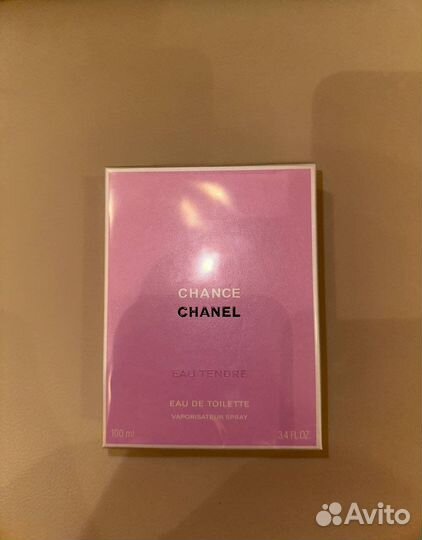 CHANCE
CHANEL
EAU TENDRE
EAU DE TOILETTE
VAPORISATEUR SPRAY
100 ml 3.4 FL.OZ.
Avito